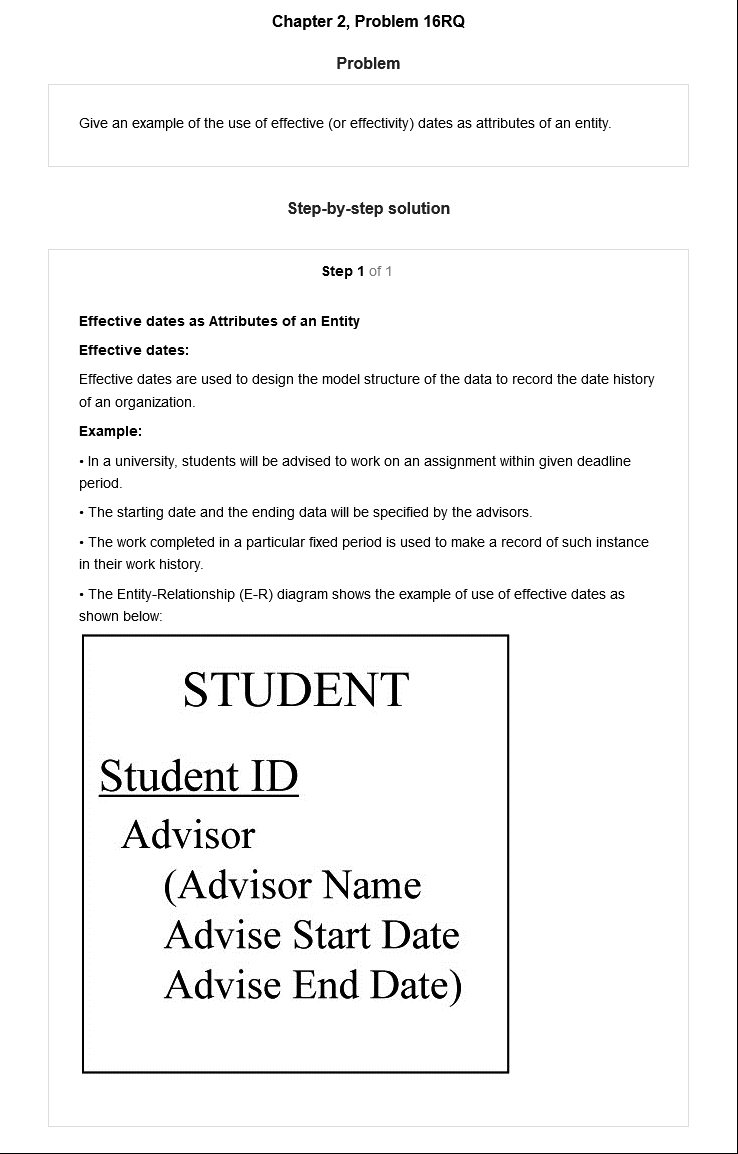 Chapter 2, Problem 16RQ
Problem
Give an example of the use of effective (or effectivity) dates as attributes of an entity.
Step-by-step solution
Step 1 of 1
Effective dates as Attributes of an Entity
Effective dates:
Effective dates are used to design the model structure of the data to record the date history
of an organization.
Example:
• In a university, students will be advised to work on an assignment within given deadline
period.
• The starting date and the ending data will be specified by the advisors.
• The work completed in a particular fixed period is used to make a record of such instance
in their work history.
• The Entity-Relationship (E-R) diagram shows the example of use of effective dates as
shown below:
STUDENT
Student ID
Advisor
(Advisor Name
Advise Start Date
Advise End Date)